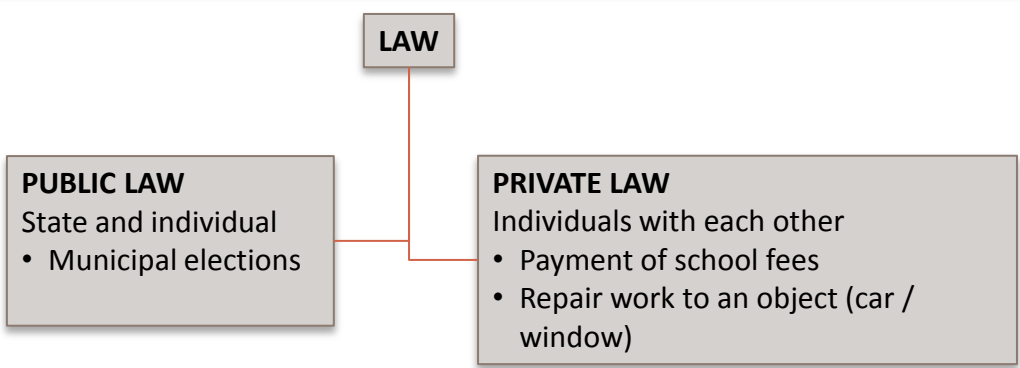 LAW
PUBLIC LAW
State and individual
• Municipal elections
PRIVATE LAW
Individuals with each other
• Payment of school fees
• Repair work to an object (car /
window)